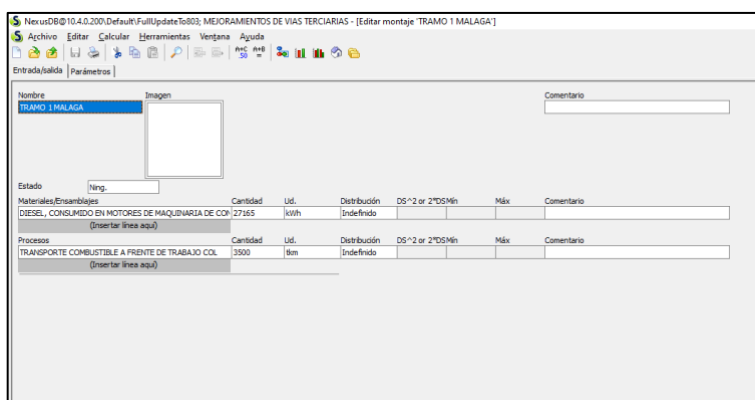 NexusDB@10.4.0.200\Default\FullUpdateTo803; MEJORAMIENTOS DE VIAS TERCIARIAS - [Editar montaje 'TRAMO 1 MALAGA']
Archivo Editar Calcular Herramientas Ventana Ayuda
A+C .50 A+B =
Entrada/salida Parámetros
Nombre Imagen Comentario
TRAMO 1 MALAGA
Estado Ning.
Materiales/Ensamblajes Cantidad Ud. Distribución DS^2 or 2*DS Mín Máx Comentario
DIESEL, CONSUMIDO EN MOTORES DE MAQUINARIA DE CON 27165 kWh Indefinido
(Insertar línea aquí)
Procesos Cantidad Ud. Distribución DS^2 or 2*DS Mín Máx Comentario
TRANSPORTE COMBUSTIBLE A FRENTE DE TRABAJO COL 3500 tkm Indefinido
(Insertar línea aquí)